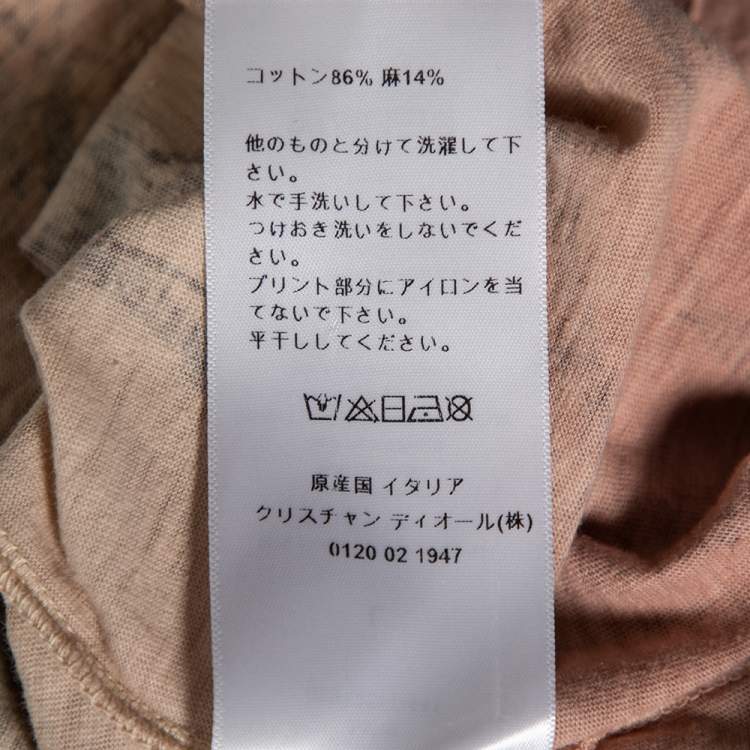 コットン86% 麻14%
他のものと分けて洗濯して下
さい。
水で手洗いして下さい。
つけおき洗いをしないでくだ
さい。
プリント部分にアイロンを当
てないで下さい。
平干ししてください。
原産国 イタリア
クリスチャン ディオール(株)
0120 02 1947